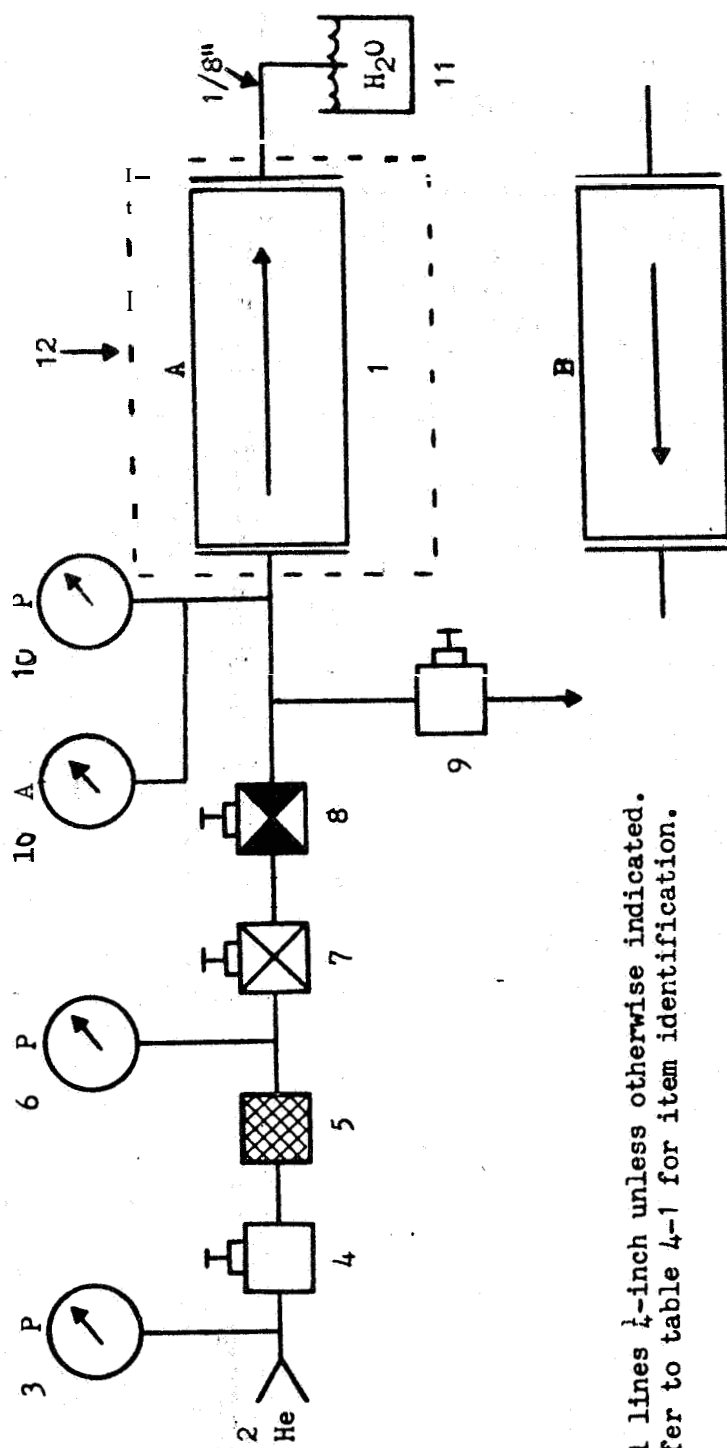 3 P
6 P
10 A
10 P
12
A
1/8"
2
He
4
5
7
8
1
H₂O
11
9
B
lines ¼-inch unless otherwise indicated.
to table 4-1 for item identification.